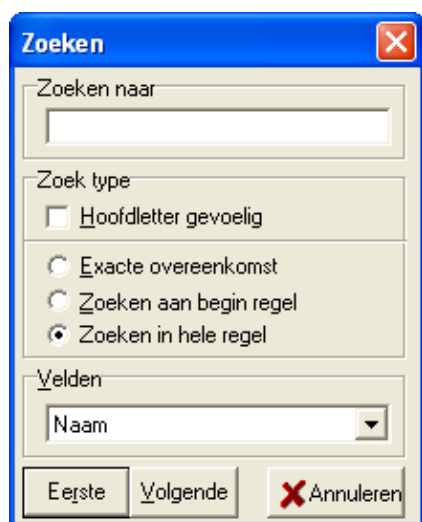 Zoeken
Zoeken naar
Zoek type
Hoofdletter gevoelig
Exacte overeenkomst
Zoeken aan begin regel
Zoeken in hele regel
Velden
Naam
Eerste Volgende Annuleren